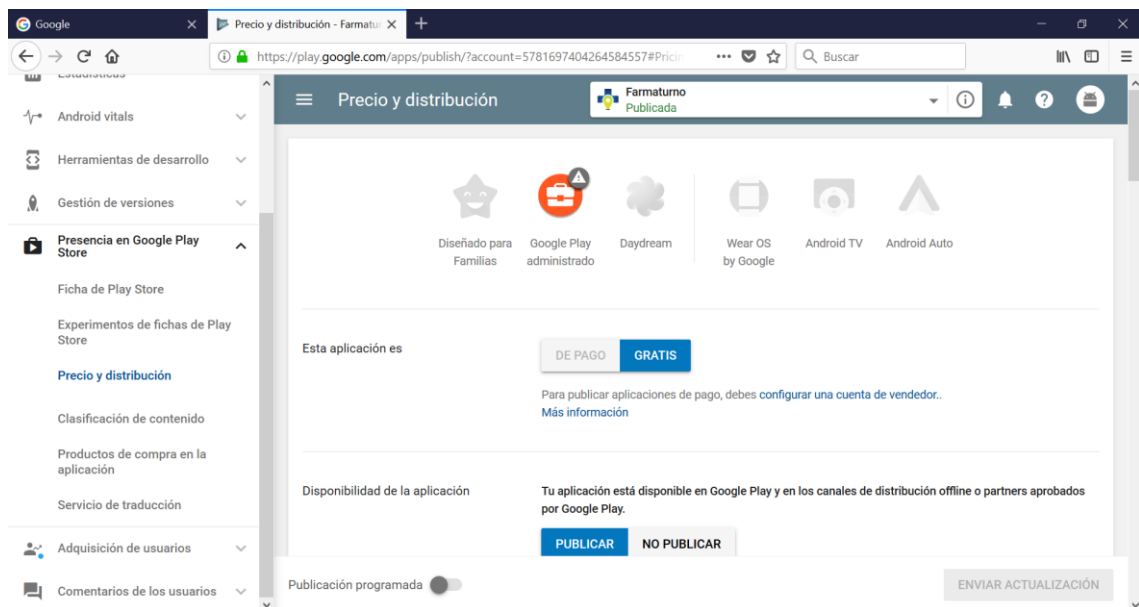 Google
Precio y distribución - Farmatur
https://play.google.com/apps/publish/?account=5781697404264584557#Pricin
Buscar
Estadísticas
Android vitals
Herramientas de desarrollo
Gestión de versiones
Presencia en Google Play
Store
Ficha de Play Store
Experimentos de fichas de Play
Store
Precio y distribución
Clasificación de contenido
Productos de compra en la
aplicación
Servicio de traducción
Adquisición de usuarios
Comentarios de los usuarios
Precio y distribución
Farmaturno
Publicada
Diseñado para
Familias
Google Play
administrado
Daydream
Wear OS
by Google
Android TV
Android Auto
Esta aplicación es
DE PAGO
GRATIS
Para publicar aplicaciones de pago, debes configurar una cuenta de vendedor..
Más información
Disponibilidad de la aplicación
Tu aplicación está disponible en Google Play y en los canales de distribución offline o partners aprobados
por Google Play.
PUBLICAR
NO PUBLICAR
Publicación programada
ENVIAR ACTUALIZACIÓN